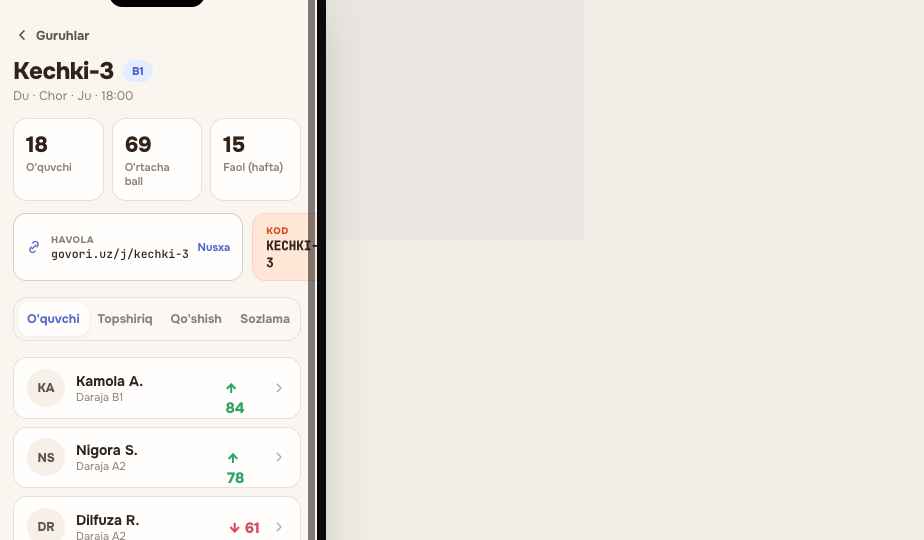 Guruhlar
Kechki-3 B1
Du · Chor · Ju · 18:00
18
O'quvchi
69
O'rtacha
ball
15
Faol (hafta)
HAVOLA
govori.uz/j/kechki-3
Nusxa
KOD
KECHKI-
3
O'quvchi Topshiriq Qo'shish Sozlama
KA
Kamola A.
Daraja B1
↑
84
NS
Nigora S.
Daraja A2
↑
78
DR
Dilfuza R.
Daraja A2
↓ 61